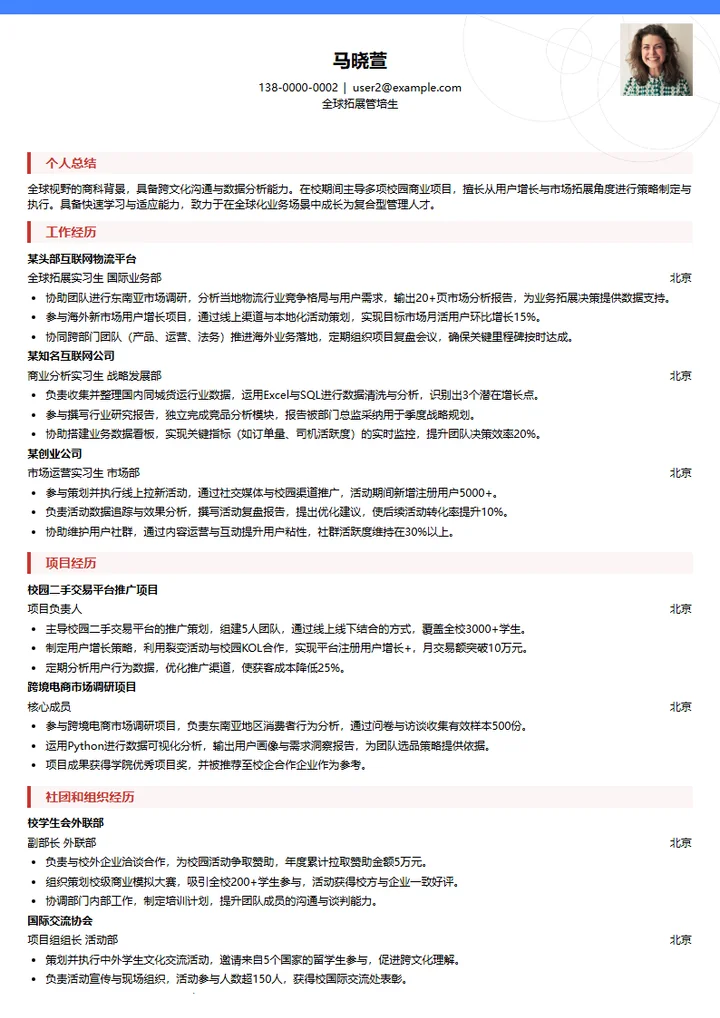 马晓萱
138-0000-0002 | user2@example.com
全球拓展管培生
个人总结
全球视野的商科背景，具备跨文化沟通与数据分析能力。在校期间主导多项校园商业项目，擅长从用户增长与市场拓展角度进行策略制定与
执行。具备快速学习与适应能力，致力于在全球化业务场景中成长为复合型管理人才。
工作经历
某头部互联网物流平台
全球拓展实习生 国际业务部 北京
• 协助团队进行东南亚市场调研，分析当地物流行业竞争格局与用户需求，输出20+页市场分析报告，为业务拓展决策提供数据支持。
• 参与海外新市场用户增长项目，通过线上渠道与本地化活动策划，实现目标市场月活用户环比增长15%。
• 协同跨部门团队（产品、运营、法务）推进海外业务落地，定期组织项目复盘会议，确保关键里程碑按时达成。
某知名互联网公司
商业分析实习生 战略发展部 北京
• 负责收集并整理国内同城货运行业数据，运用Excel与SQL进行数据清洗与分析，识别出3个潜在增长点。
• 参与撰写行业研究报告，独立完成竞品分析模块，报告被部门总监采纳用于季度战略规划。
• 协助搭建业务数据看板，实现关键指标（如订单量、司机活跃度）的实时监控，提升团队决策效率20%。
某创业公司
市场运营实习生 市场部 北京
• 参与策划并执行线上拉新活动，通过社交媒体与校园渠道推广，活动期间新增注册用户5000+。
• 负责活动数据追踪与效果分析，撰写活动复盘报告，提出优化建议，使后续活动转化率提升10%。
• 协助维护用户社群，通过内容运营与互动提升用户粘性，社群活跃度维持在30%以上。
项目经历
校园二手交易平台推广项目
项目负责人 北京
• 主导校园二手交易平台的推广策划，组建5人团队，通过线上线下结合的方式，覆盖全校3000+学生。
• 制定用户增长策略，利用裂变活动与校园KOL合作，实现平台注册用户增长+，月交易额突破10万元。
• 定期分析用户行为数据，优化推广渠道，使获客成本降低25%。
跨境电商市场调研项目
核心成员 北京
• 参与跨境电商市场调研项目，负责东南亚地区消费者行为分析，通过问卷与访谈收集有效样本500份。
• 运用Python进行数据可视化分析，输出用户画像与需求洞察报告，为团队选品策略提供依据。
• 项目成果获得学院优秀项目奖，并被推荐至校企合作企业作为参考。
社团和组织经历
校学生会外联部
副部长 外联部 北京
• 负责与校外企业洽谈合作，为校园活动争取赞助，年度累计拉取赞助金额5万元。
• 组织策划校级商业模拟大赛，吸引全校200+学生参与，活动获得校方与企业一致好评。
• 协调部门内部工作，制定培训计划，提升团队成员的沟通与谈判能力。
国际交流协会
项目组组长 活动部 北京
• 策划并执行中外学生文化交流活动，邀请来自5个国家的留学生参与，促进跨文化理解。
• 负责活动宣传与现场组织，活动参与人数超150人，获得校国际交流处表彰。